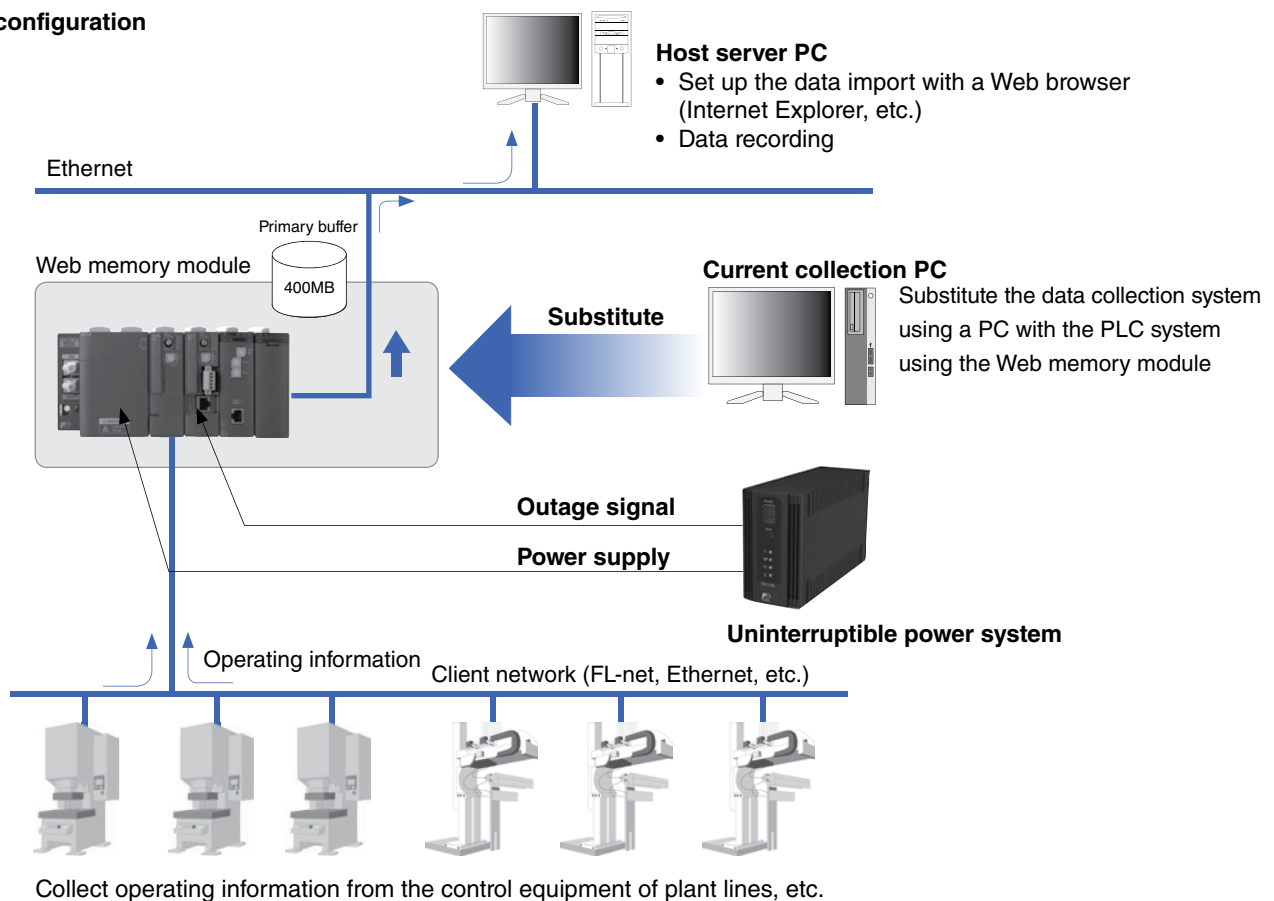 configuration
Host server PC
• Set up the data import with a Web browser
(Internet Explorer, etc.)
• Data recording
Ethernet
Primary buffer
400MB
Web memory module
Current collection PC
Substitute the data collection system
using a PC with the PLC system
using the Web memory module
Substitute
Outage signal
Power supply
Uninterruptible power system
Operating information
Client network (FL-net, Ethernet, etc.)
Collect operating information from the control equipment of plant lines, etc.